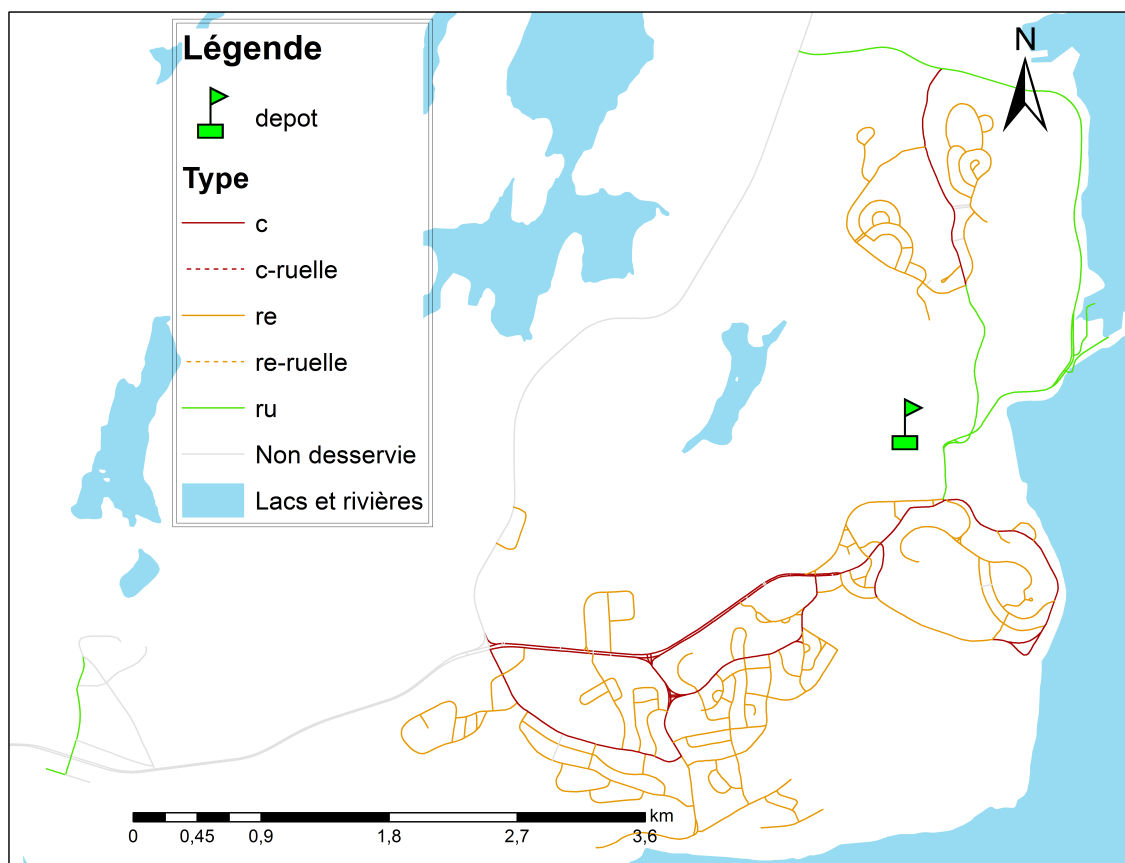 Légende
depot
Type
c
c-ruelle
re
re-ruelle
ru
Non desservie
Lacs et rivières
N
km
0 0,45 0,9 1,8 2,7 3,6